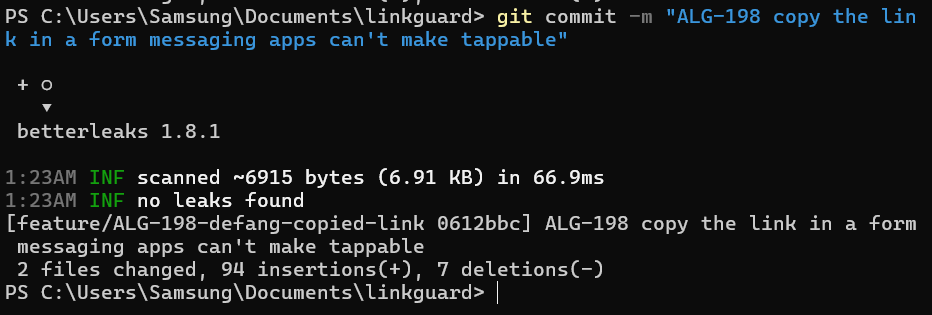 PS C:\Users\Samsung\Documents\linkguard> git commit -m "ALG-198 copy the lin
k in a form messaging apps can't make tappable"
+ ○
▼
betterleaks 1.8.1
1:23AM INF scanned ~6915 bytes (6.91 KB) in 66.9ms
1:23AM INF no leaks found
[feature/ALG-198-defang-copied-link 0612bbc] ALG-198 copy the link in a form
messaging apps can't make tappable
2 files changed, 94 insertions(+), 7 deletions(-)
PS C:\Users\Samsung\Documents\linkguard>